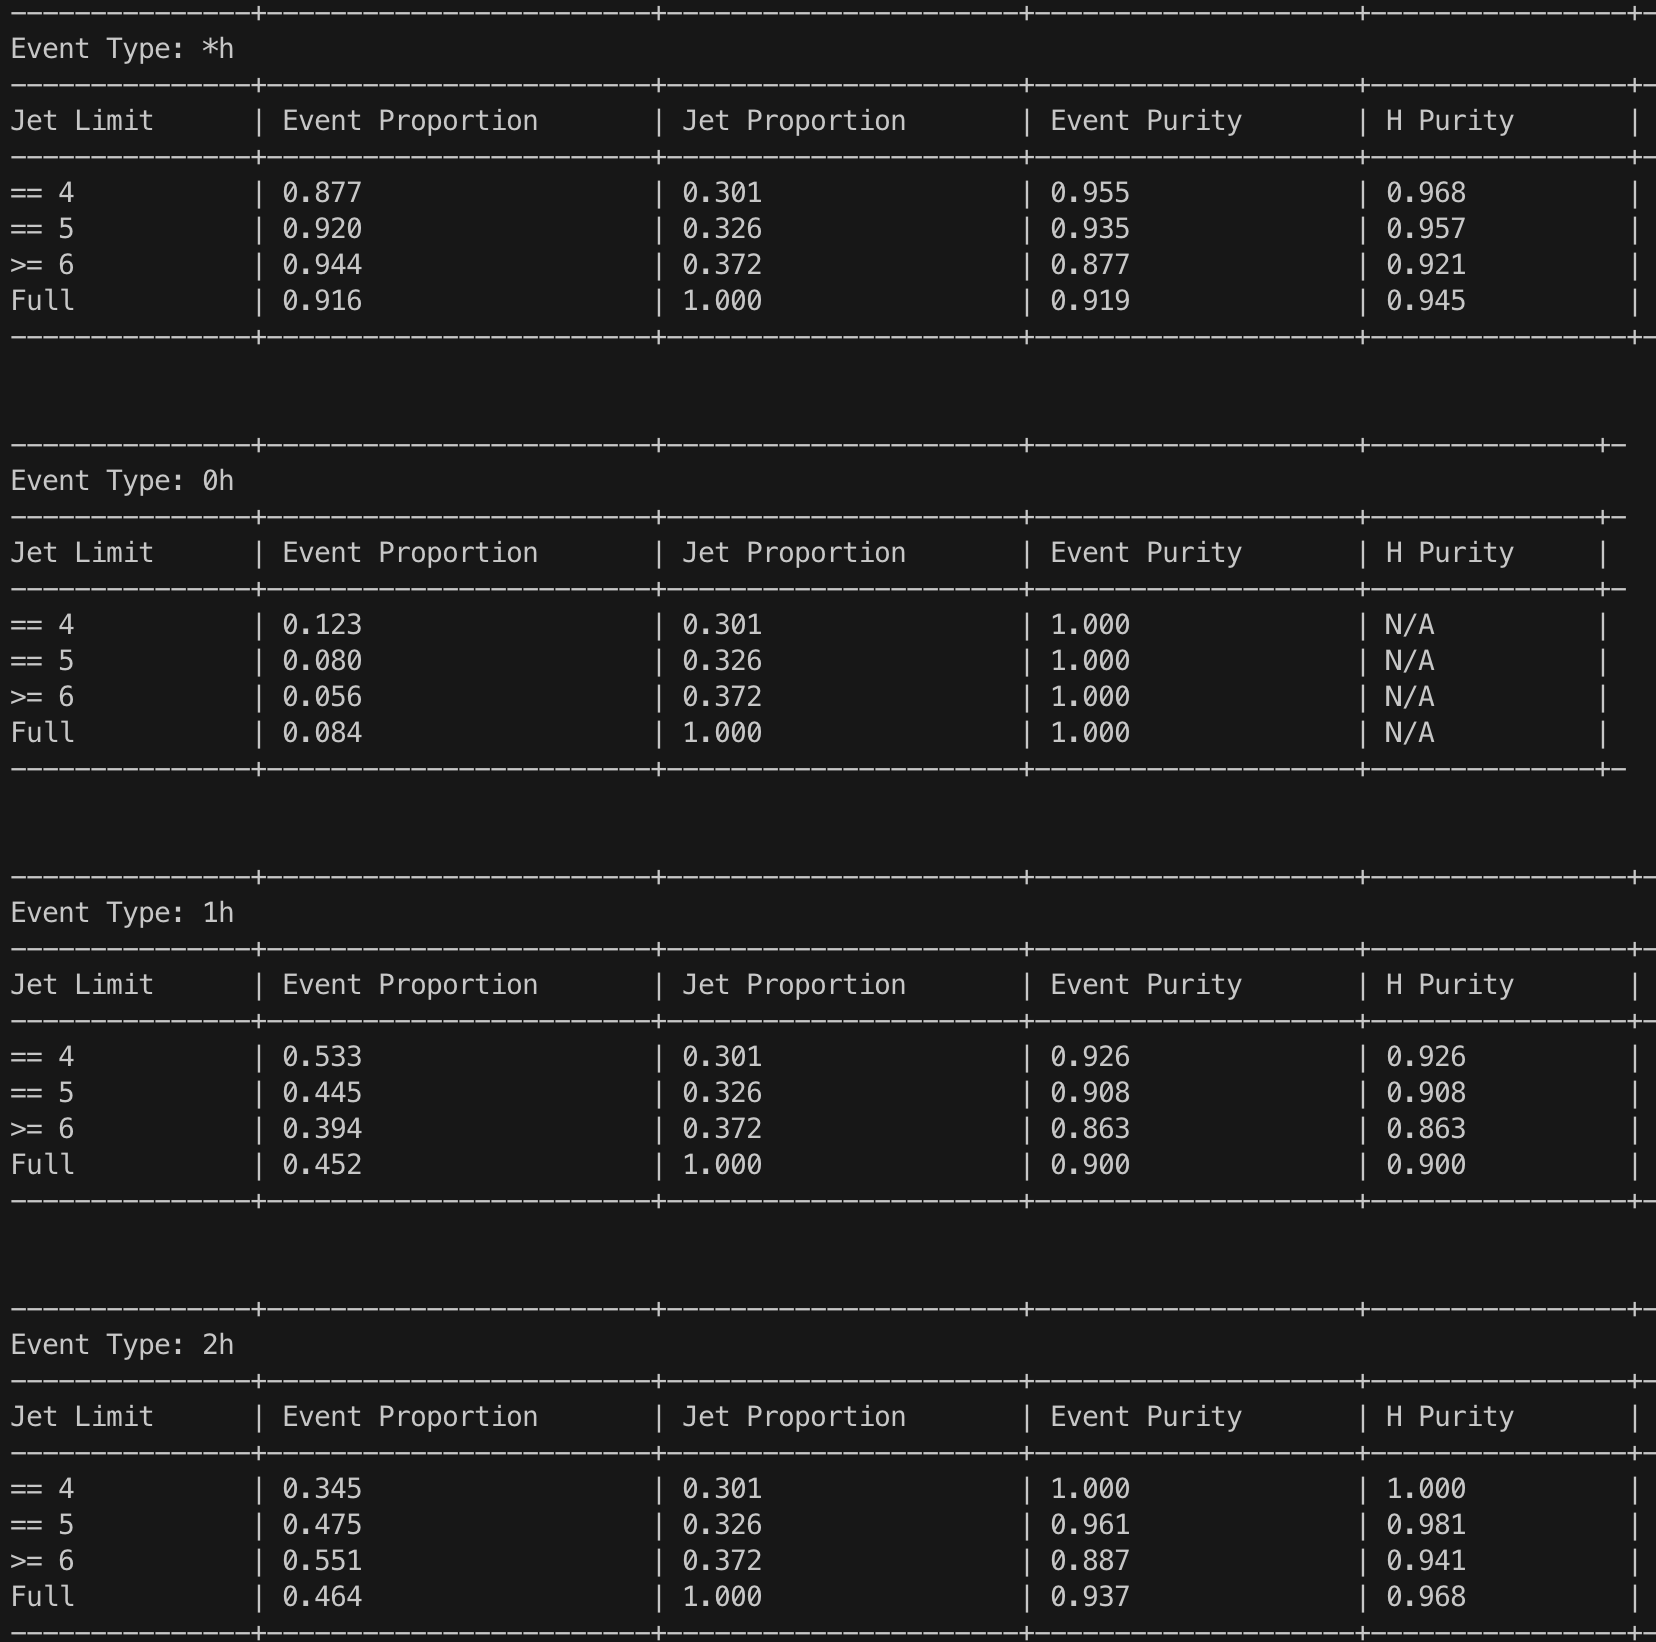 ---------------+------------------------+----------------------+--------------------+----------------+-
Event Type: *h
---------------+------------------------+----------------------+--------------------+----------------+-
Jet Limit      | Event Proportion       | Jet Proportion       | Event Purity       | H Purity       |
---------------+------------------------+----------------------+--------------------+----------------+-
== 4           | 0.877                  | 0.301                | 0.955              | 0.968          |
== 5           | 0.920                  | 0.326                | 0.935              | 0.957          |
>= 6           | 0.944                  | 0.372                | 0.877              | 0.921          |
Full           | 0.916                  | 1.000                | 0.919              | 0.945          |
---------------+------------------------+----------------------+--------------------+----------------+-
---------------+------------------------+----------------------+--------------------+--------------+-
Event Type: 0h
---------------+------------------------+----------------------+--------------------+--------------+-
Jet Limit      | Event Proportion       | Jet Proportion       | Event Purity       | H Purity     |
---------------+------------------------+----------------------+--------------------+--------------+-
== 4           | 0.123                  | 0.301                | 1.000              | N/A          |
== 5           | 0.080                  | 0.326                | 1.000              | N/A          |
>= 6           | 0.056                  | 0.372                | 1.000              | N/A          |
Full           | 0.084                  | 1.000                | 1.000              | N/A          |
---------------+------------------------+----------------------+--------------------+--------------+-
---------------+------------------------+----------------------+--------------------+----------------+-
Event Type: 1h
---------------+------------------------+----------------------+--------------------+----------------+-
Jet Limit      | Event Proportion       | Jet Proportion       | Event Purity       | H Purity       |
---------------+------------------------+----------------------+--------------------+----------------+-
== 4           | 0.533                  | 0.301                | 0.926              | 0.926          |
== 5           | 0.445                  | 0.326                | 0.908              | 0.908          |
>= 6           | 0.394                  | 0.372                | 0.863              | 0.863          |
Full           | 0.452                  | 1.000                | 0.900              | 0.900          |
---------------+------------------------+----------------------+--------------------+----------------+-
---------------+------------------------+----------------------+--------------------+----------------+-
Event Type: 2h
---------------+------------------------+----------------------+--------------------+----------------+-
Jet Limit      | Event Proportion       | Jet Proportion       | Event Purity       | H Purity       |
---------------+------------------------+----------------------+--------------------+----------------+-
== 4           | 0.345                  | 0.301                | 1.000              | 1.000          |
== 5           | 0.475                  | 0.326                | 0.961              | 0.981          |
>= 6           | 0.551                  | 0.372                | 0.887              | 0.941          |
Full           | 0.464                  | 1.000                | 0.937              | 0.968          |
---------------+------------------------+----------------------+--------------------+----------------+-